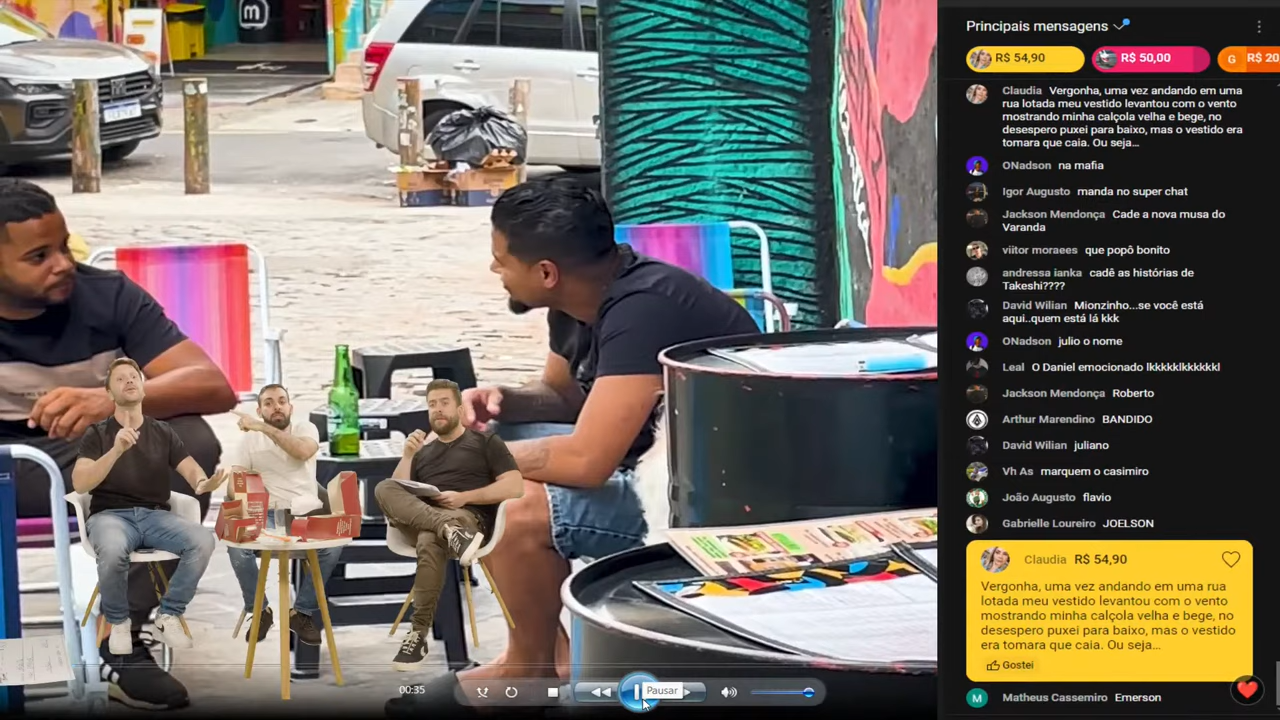 m
Principais mensagens
R$ 54,90
R$ 50,00
G R$ 20
Claudia Vergonha, uma vez andando em uma
rua lotada meu vestido levantou com o vento
mostrando minha calçola velha e bege, no
desespero puxei para baixo, mas o vestido era
tomara que caia. Ou seja...
ONadson na mafia
Igor Augusto manda no super chat
Jackson Mendonça Cade a nova musa do
Varanda
viitor moraees que popô bonito
andressa ianka cadê as histórias de
Takeshi????
David Wilian Mionzinho...se você está
aqui..quem está lá kkk
ONadson julio o nome
Leal O Daniel emocionado lkkkkklkkkkkkl
Jackson Mendonça Roberto
Arthur Marendino BANDIDO
David Wilian juliano
Vh As marquem o casimiro
João Augusto flavio
Gabrielle Loureiro JOELSON
Claudia R$ 54,90
Vergonha, uma vez andando em uma rua
lotada meu vestido levantou com o vento
mostrando minha calçola velha e bege, no
desespero puxei para baixo, mas o vestido
era tomara que caia. Ou seja...
Gostei
M Matheus Cassemiro Emerson
00:35
Pausar